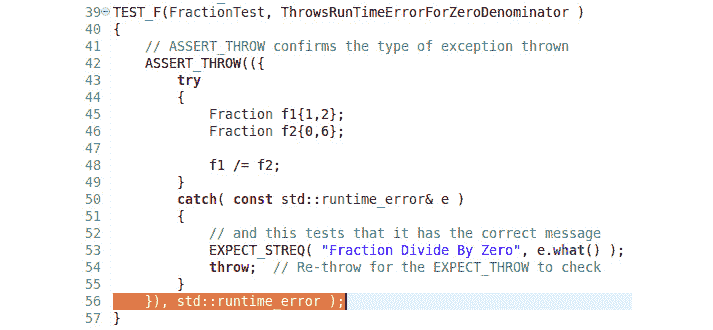 39 TEST_F(FractionTest, ThrowsRunTimeErrorForZeroDenominator )
40 {
41     // ASSERT_THROW confirms the type of exception thrown
42     ASSERT_THROW(({
43         try
44         {
45             Fraction f1{1,2};
46             Fraction f2{0,6};
47
48             f1 /= f2;
49         }
50         catch( const std::runtime_error& e )
51         {
52             // and this tests that it has the correct message
53             EXPECT_STREQ( "Fraction Divide By Zero", e.what() );
54             throw;  // Re-throw for the EXPECT_THROW to check
55         }
56     }), std::runtime_error );
57 }